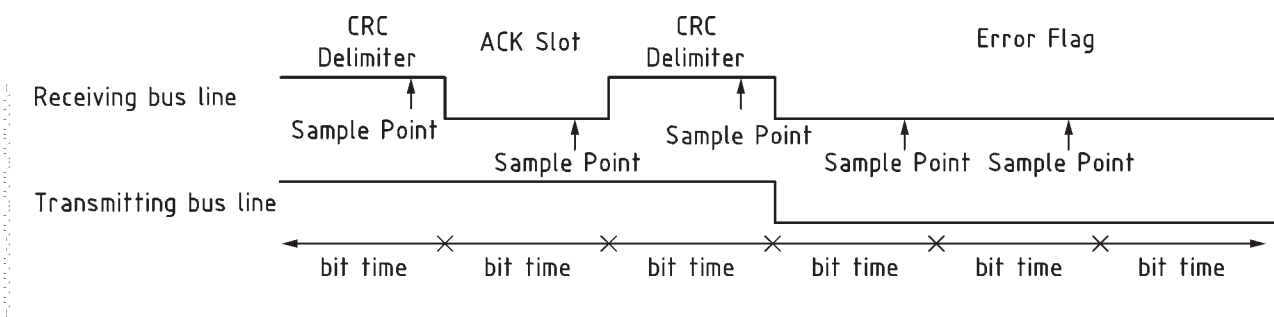 CRC
Delimiter
ACK Slot
CRC
Delimiter
Error Flag
Receiving bus line
Sample Point
Sample Point
Sample Point
Sample Point
Sample Point
Transmitting bus line
bit time
bit time
bit time
bit time
bit time
bit time